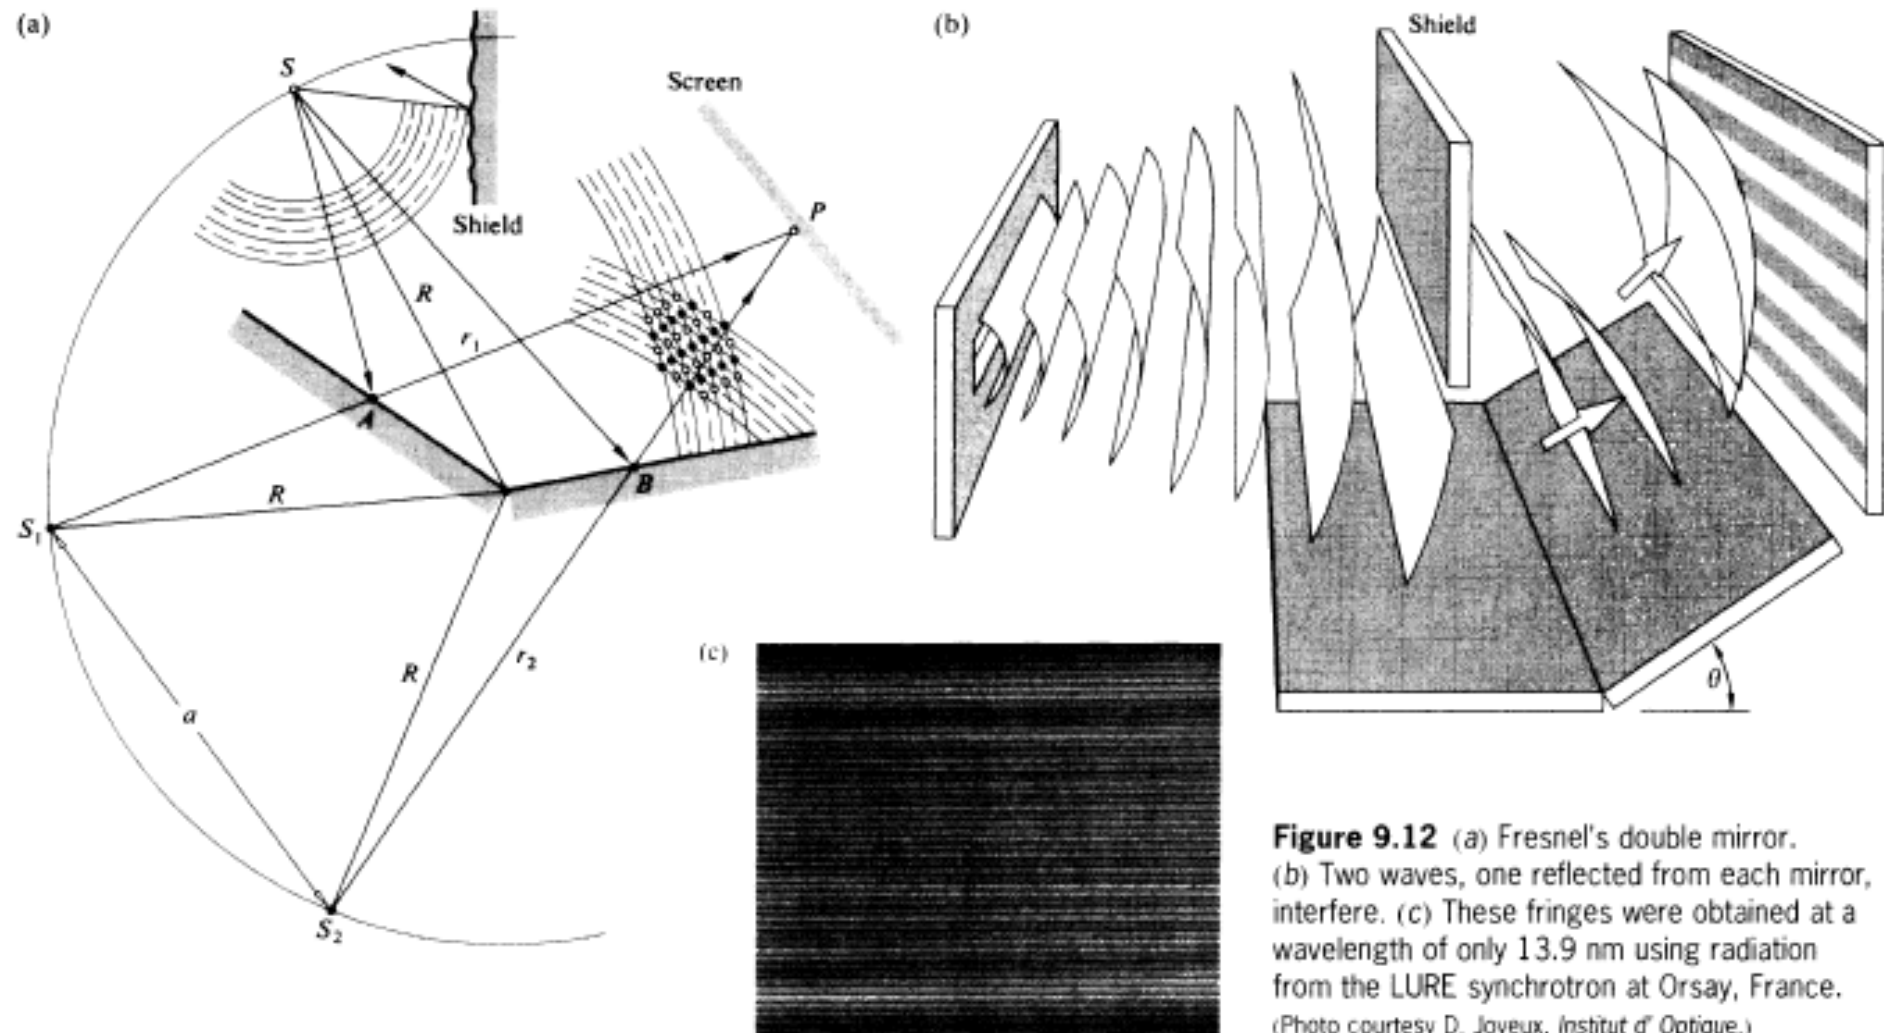 (a)
S
Shield
Screen
P
R
r1
A
B
R
S1
R
r2
a
S2
(b)
Shield
θ
(c)
Figure 9.12 (a) Fresnel's double mirror.
(b) Two waves, one reflected from each mirror,
interfere. (c) These fringes were obtained at a
wavelength of only 13.9 nm using radiation
from the LURE synchrotron at Orsay, France.
(Photo courtesy D. Joyeux, Institut d' Optique.)